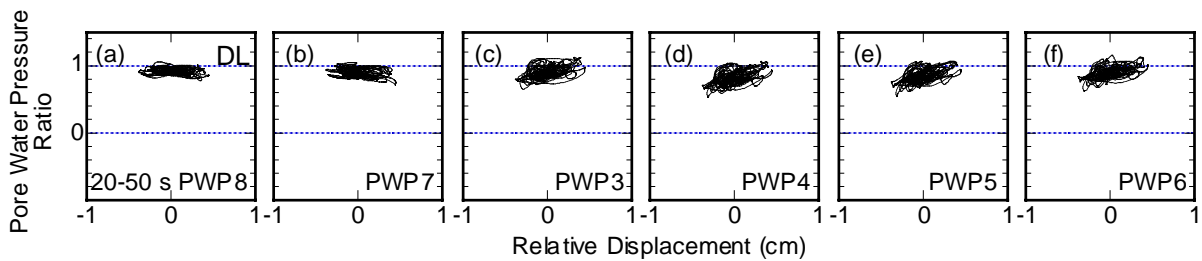 Pore Water Pressure
Ratio
1
0
(a) DL
20-50 s PWP8
(b)
PWP7
(c)
PWP3
(d)
PWP4
(e)
PWP5
(f)
PWP6
-1 0 1 -1 0 1 -1 0 1 -1 0 1 -1 0 1 -1 0 1
Relative Displacement (cm)